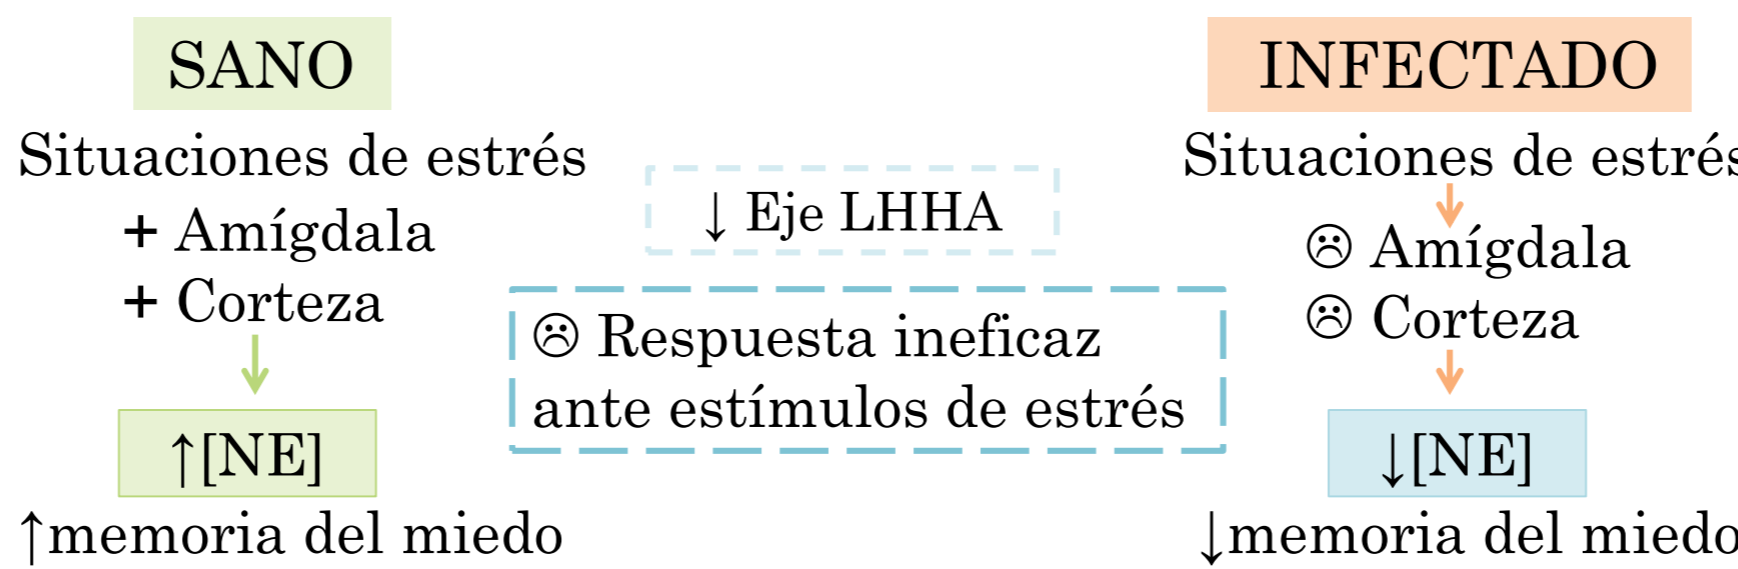 SANO
Situaciones de estrés
+ Amígdala
+ Corteza
↑[NE]
↑memoria del miedo
↓ Eje LHHA
☹ Respuesta ineficaz
ante estímulos de estrés
INFECTADO
Situaciones de estrés
☹ Amígdala
☹ Corteza
↓[NE]
↓memoria del miedo